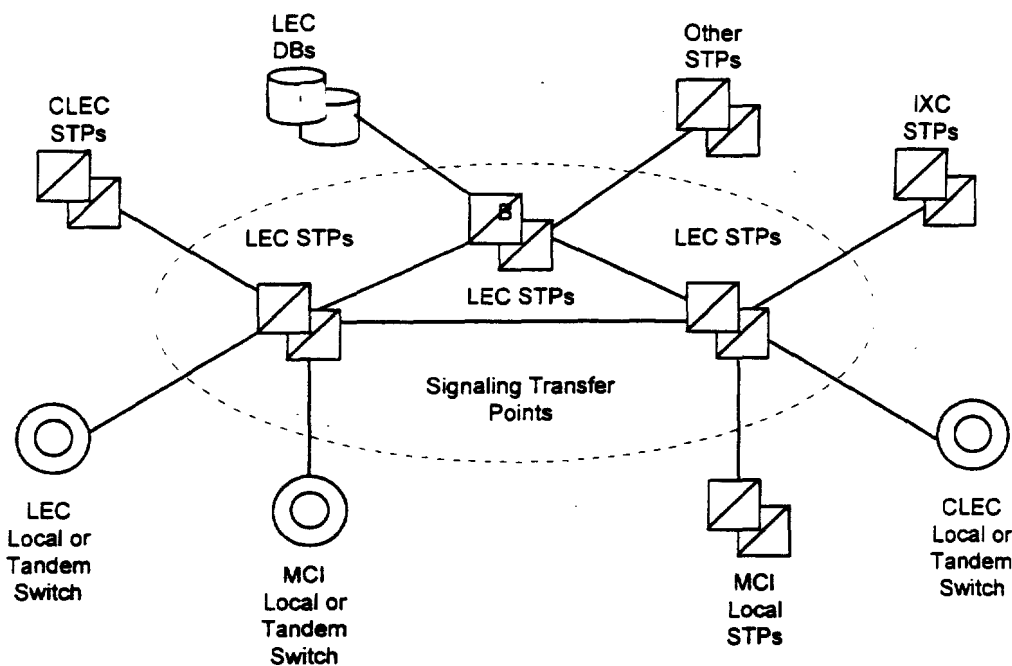 LEC
DBs
Other
STPs
CLEC
STPs
IXC
STPs
B
LEC STPs
LEC STPs
LEC STPs
Signaling Transfer
Points
LEC
Local or
Tandem
Switch
MCI
Local or
Tandem
Switch
MCI
Local
STPs
CLEC
Local or
Tandem
Switch